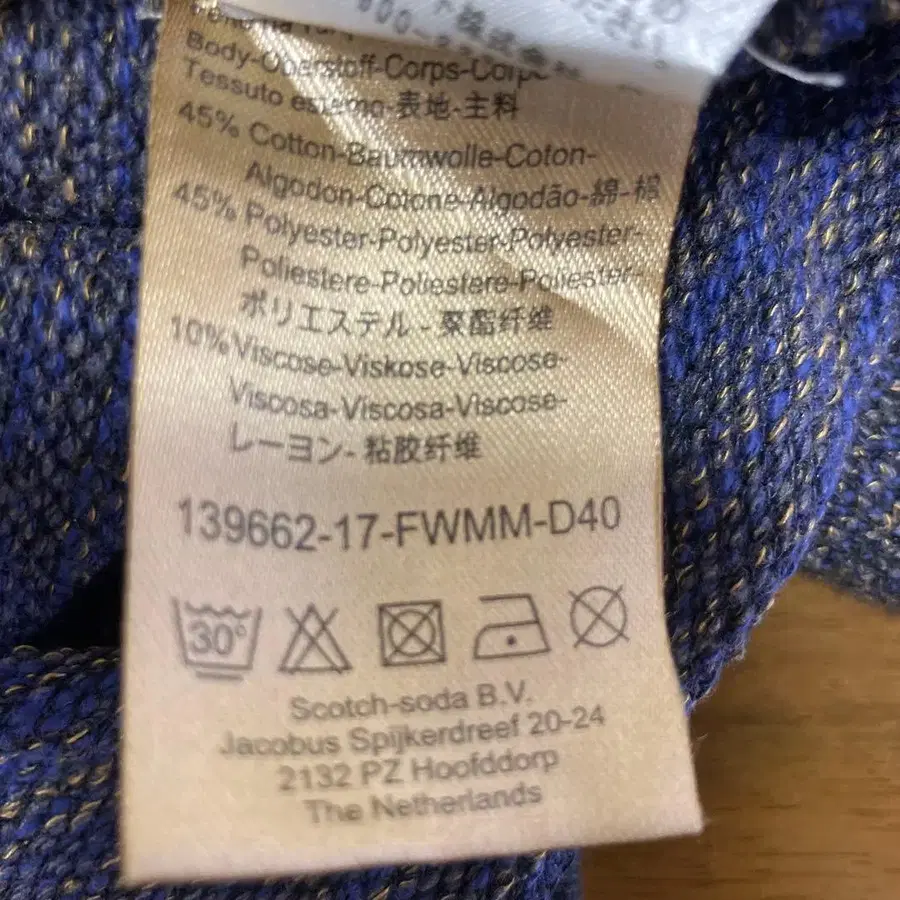 Body-Oberstoff-Corps-Corpo
Tessuto esterno-表地-主料
45% Cotton-Baumwolle-Coton-
Algodon-Cotone-Algodão-綿-棉
45% Polyester-Polyester-Polyester-
Poliestere-Poliestere-Poliester-
ポリエステル - 聚酯纤维
10% Viscose-Viskose-Viscose-
Viscosa-Viscosa-Viscose-
レーヨン - 粘胶纤维
139662-17-FWMM-D40
30°
Scotch-soda B.V.
Jacobus Spijkerdreef 20-24
2132 PZ Hoofddorp
The Netherlands